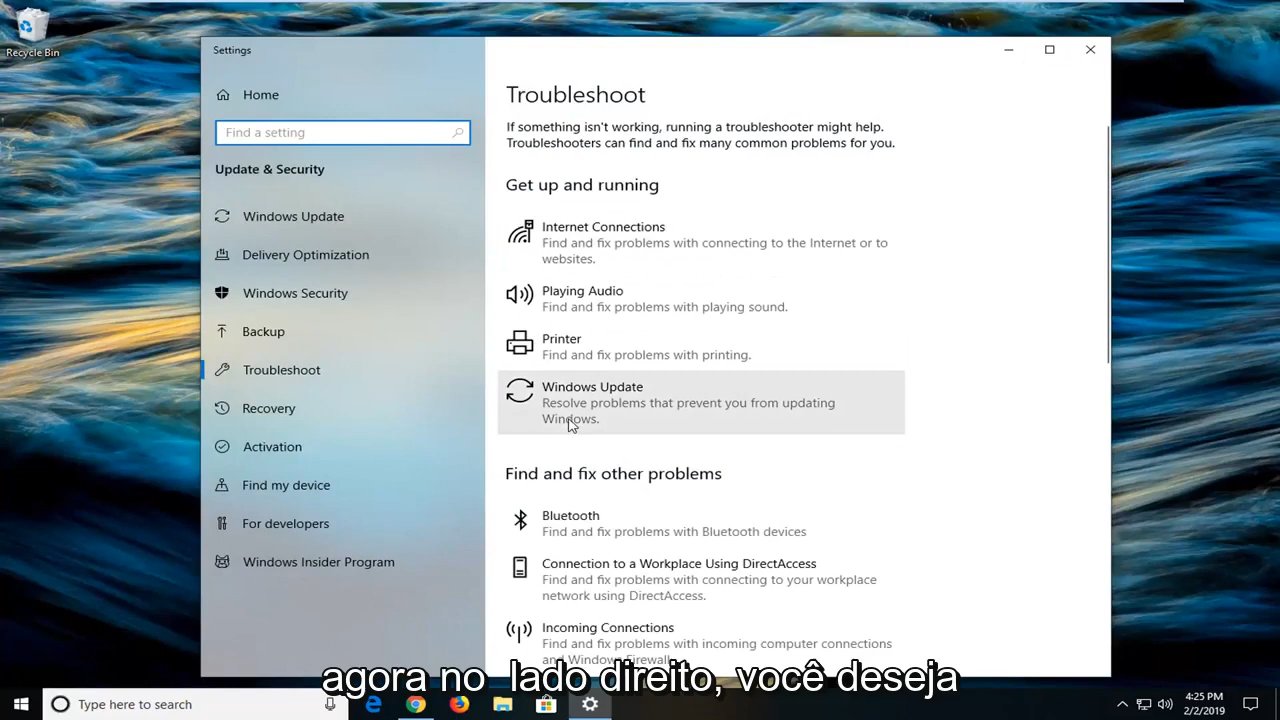 Recycle Bin
Settings
Home
Find a setting
Update & Security
Windows Update
Delivery Optimization
Windows Security
Backup
Troubleshoot
Recovery
Activation
Find my device
For developers
Windows Insider Program
Troubleshoot
If something isn't working, running a troubleshooter might help.
Troubleshooters can find and fix many common problems for you.
Get up and running
Internet Connections
Find and fix problems with connecting to the Internet or to
websites.
Playing Audio
Find and fix problems with playing sound.
Printer
Find and fix problems with printing.
Windows Update
Resolve problems that prevent you from updating
Windows.
Find and fix other problems
Bluetooth
Find and fix problems with Bluetooth devices
Connection to a Workplace Using DirectAccess
Find and fix problems with connecting to your workplace
network using DirectAccess.
Incoming Connections
Find and fix problems with incoming computer connections
and Windows Firewall.
agora no lado direito, você deseja
Type here to search
4:25 PM
2/2/2019